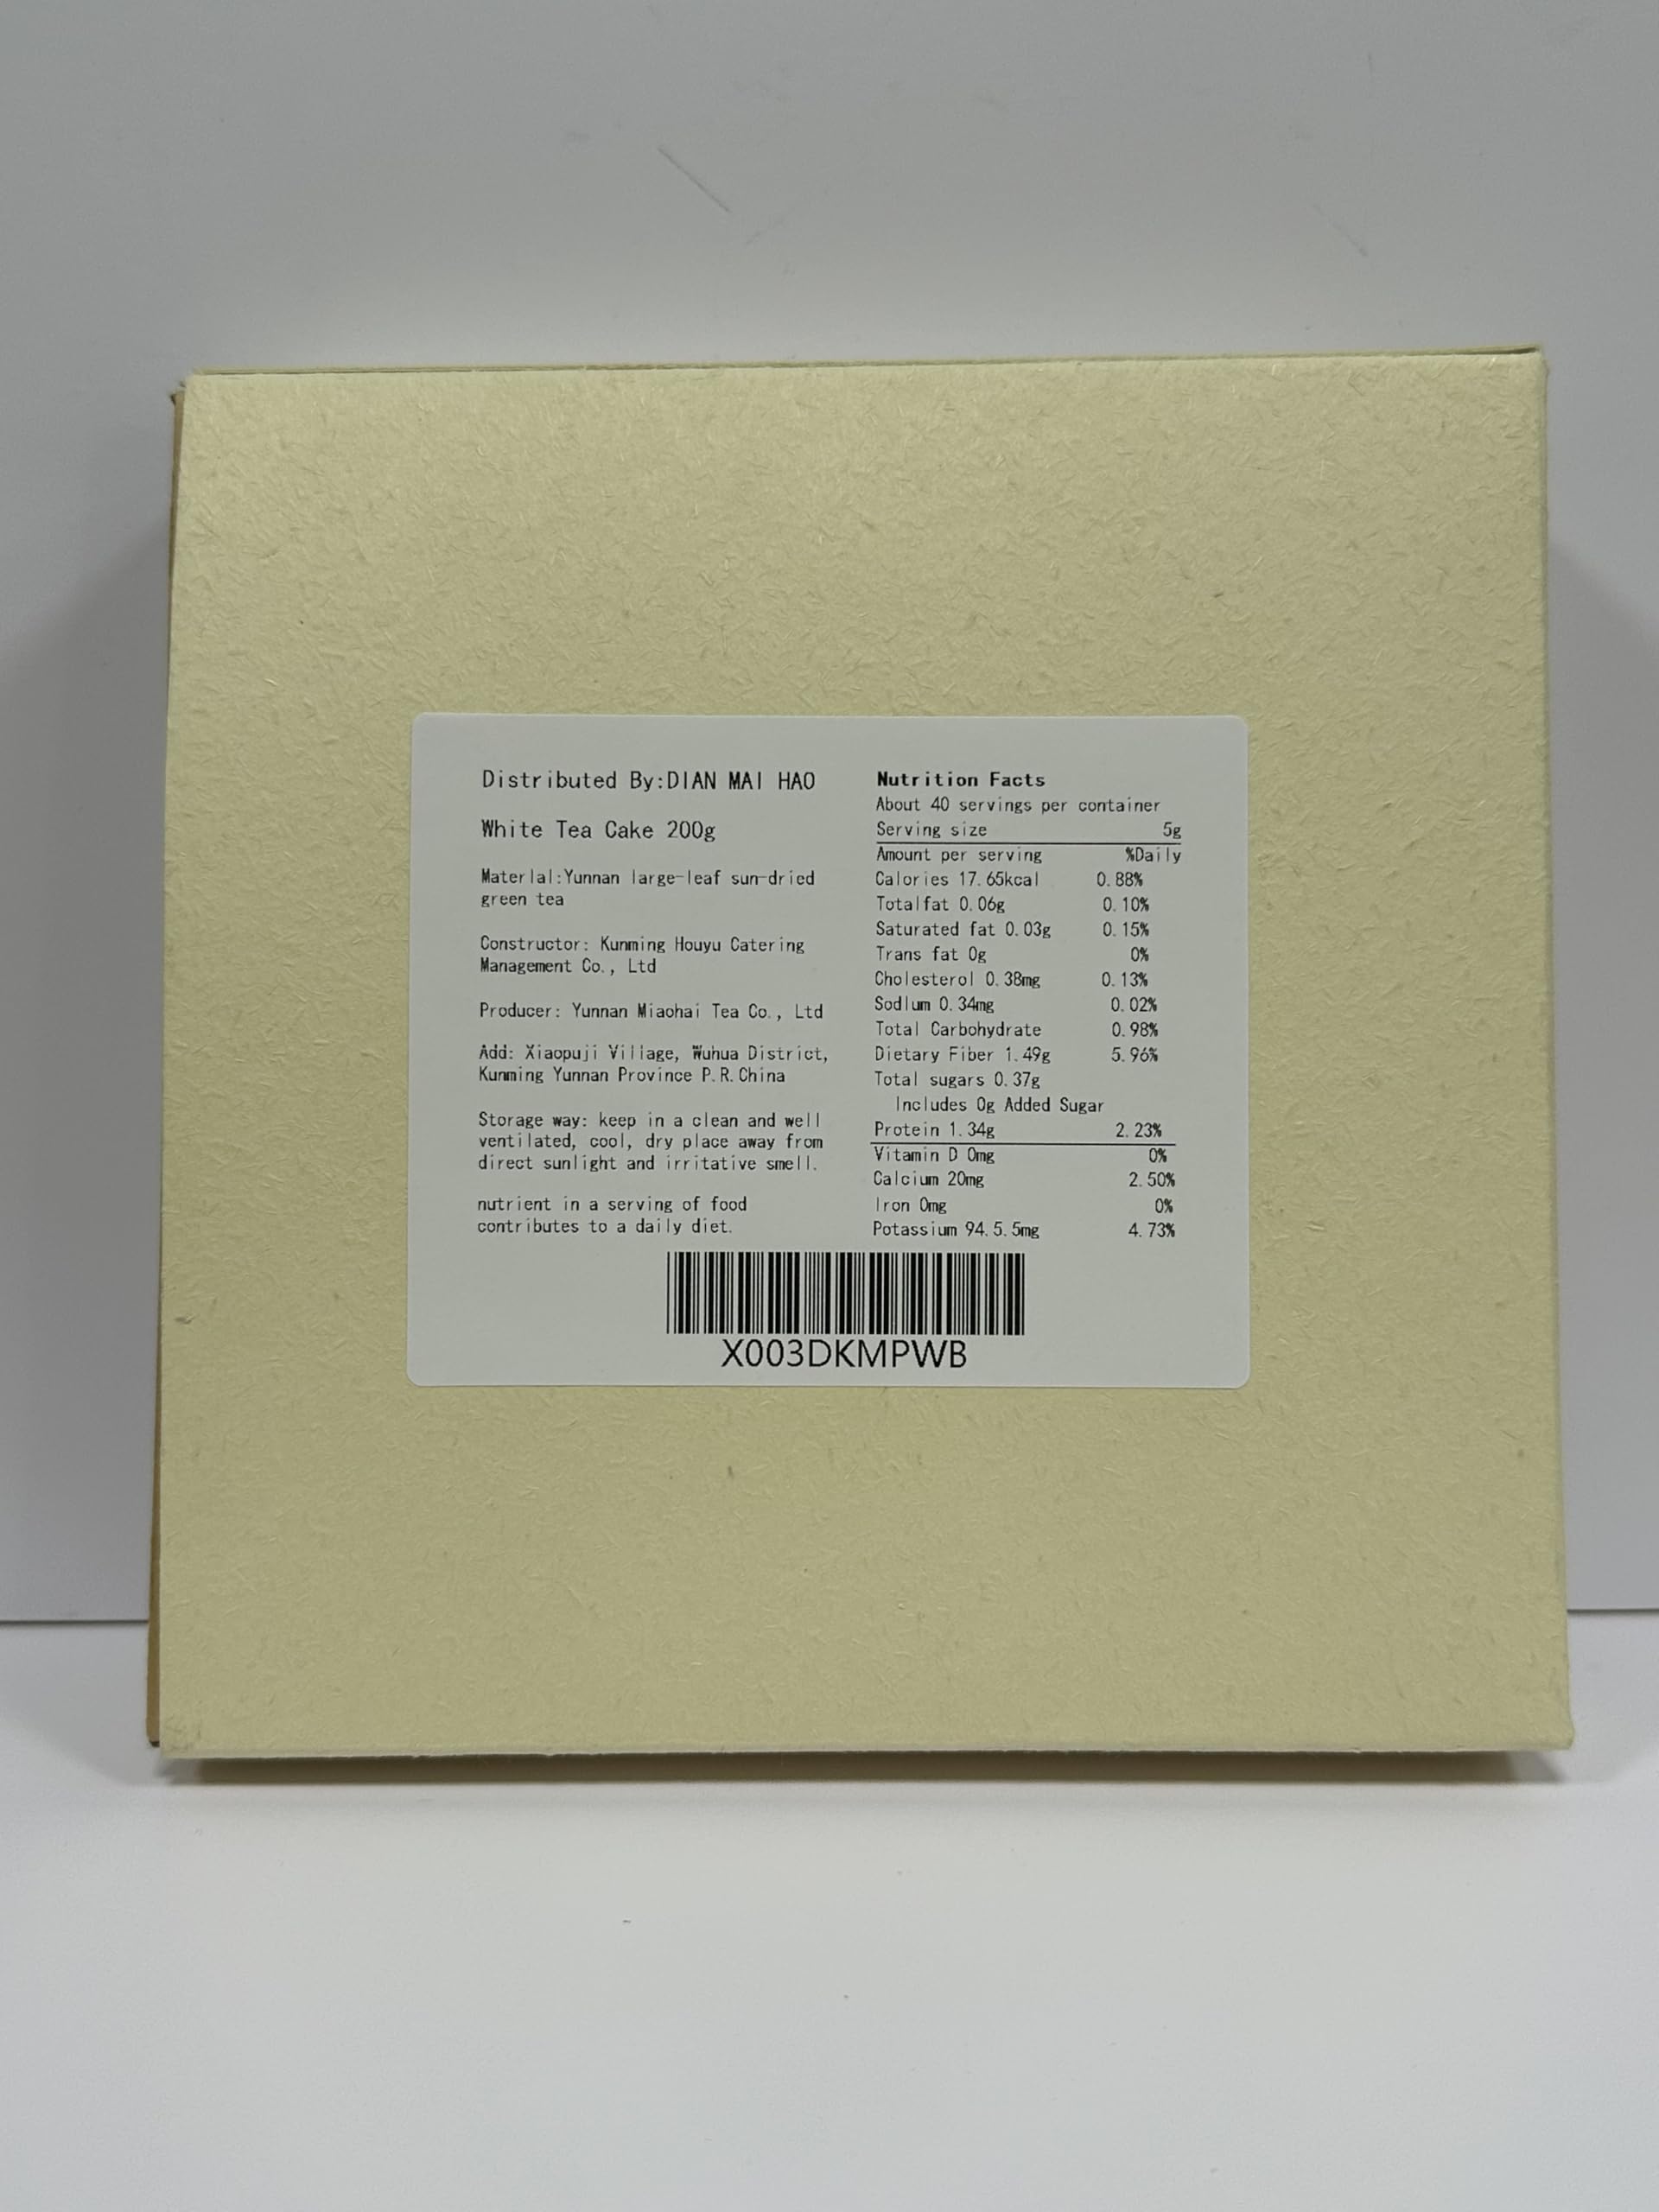 Distributed By:DIAN MAI HAO
White Tea Cake 200g
Materlal:Yunnan large-leaf sun-dried
green tea
Constructor: Kunming Houyu Catering
Management Co., Ltd
Producer: Yunnan Miaohai Tea Co., Ltd
Add: Xiaopuji Village, Wuhua District,
Kunming Yunnan Province P.R.China
Storage way: keep in a clean and well
ventilated, cool, dry place away from
direct sunlight and irritative smell.
nutrient in a serving of food
contributes to a daily diet.
Nutrition Facts
About 40 servings per container
Serving size 5g
Amount per serving %Daily
Calories 17.65kcal 0.88%
Totalfat 0.06g 0.10%
Saturated fat 0.03g 0.15%
Trans fat 0g 0%
Cholesterol 0.38mg 0.13%
Sodlum 0.34mg 0.02%
Total Carbohydrate 0.98%
Dietary Fiber 1.49g 5.96%
Total sugars 0.37g
Includes 0g Added Sugar
Protein 1.34g 2.23%
Vitamin D 0mg 0%
Calcium 20mg 2.50%
Iron 0mg 0%
Potassium 94.5.5mg 4.73%
X003DKMPWB